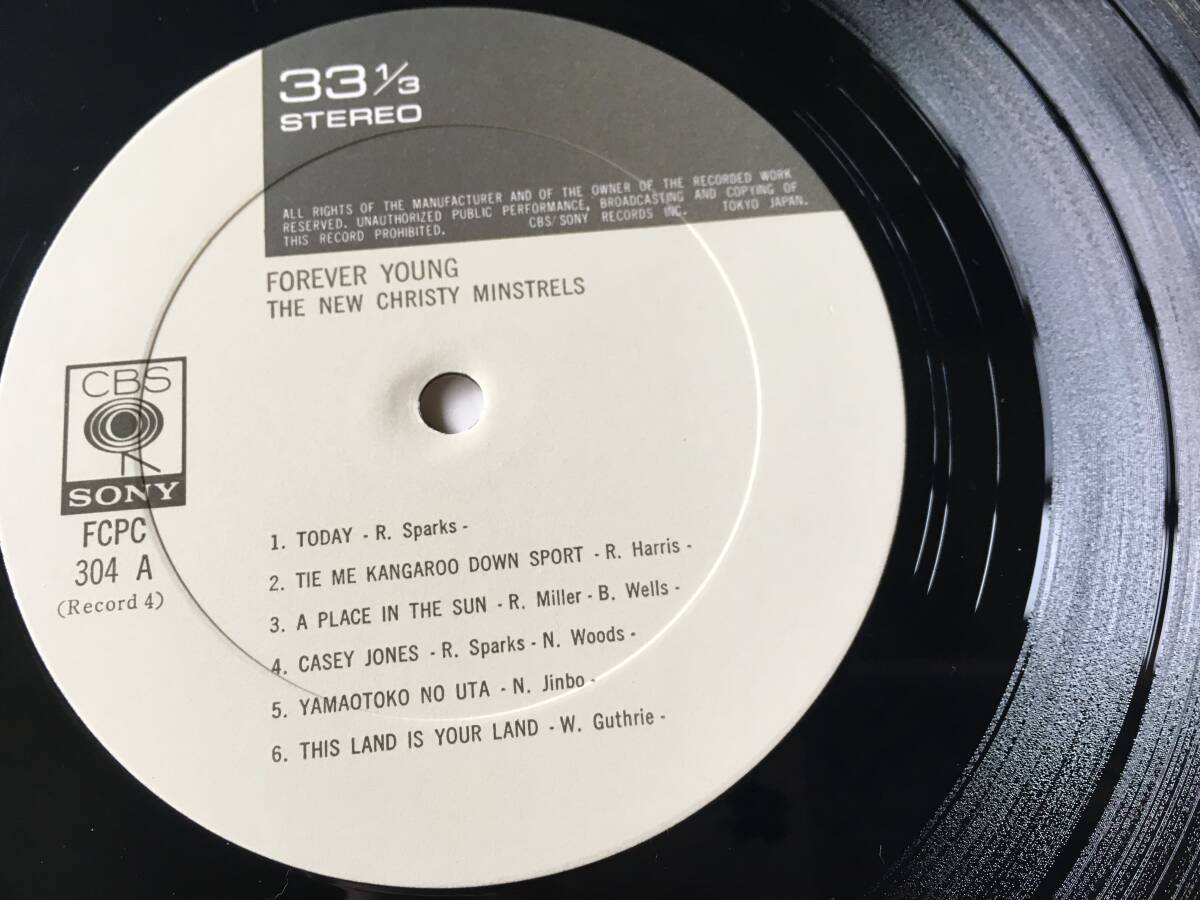 33 1/3
STEREO
ALL RIGHTS OF THE MANUFACTURER AND OF THE OWNER OF THE RECORDED WORK
RESERVED. UNAUTHORIZED PUBLIC PERFORMANCE, BROADCASTING AND COPYING OF
THIS RECORD PROHIBITED. CBS/SONY RECORDS INC. TOKYO JAPAN.
FOREVER YOUNG
THE NEW CHRISTY MINSTRELS
CBS
SONY
FCPC
304 A
(Record 4)
1. TODAY - R. Sparks -
2. TIE ME KANGAROO DOWN SPORT - R. Harris -
3. A PLACE IN THE SUN - R. Miller - B. Wells -
4. CASEY JONES - R. Sparks - N. Woods -
5. YAMAOTOKO NO UTA - N. Jinbo -
6. THIS LAND IS YOUR LAND - W. Guthrie -